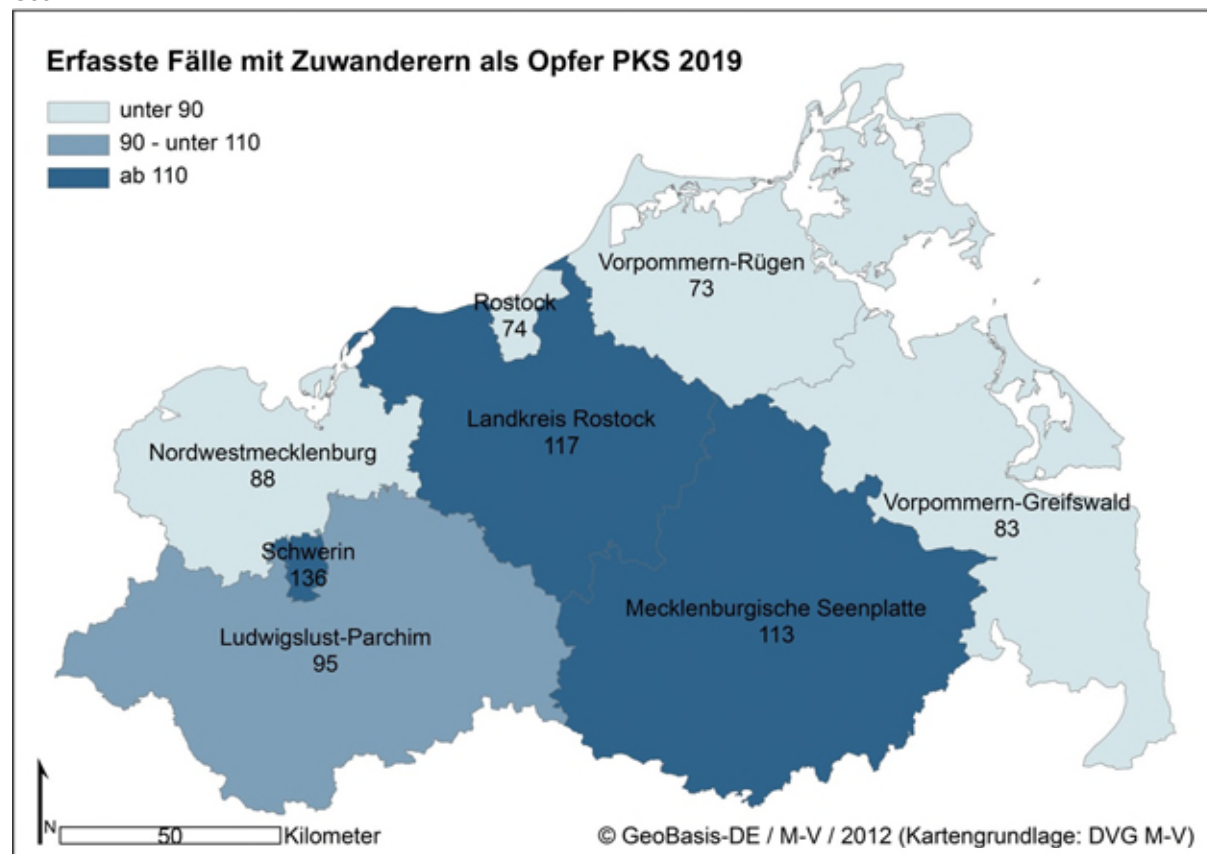 Erfasste Fälle mit Zuwanderern als Opfer PKS 2019
unter 90
90 - unter 110
ab 110
Vorpommern-Rügen
73
Rostock
74
Landkreis Rostock
117
Nordwestmecklenburg
88
Vorpommern-Greifswald
83
Schwerin
136
Mecklenburgische Seenplatte
113
Ludwigslust-Parchim
95
N
50 Kilometer
© GeoBasis-DE / M-V / 2012 (Kartengrundlage: DVG M-V)